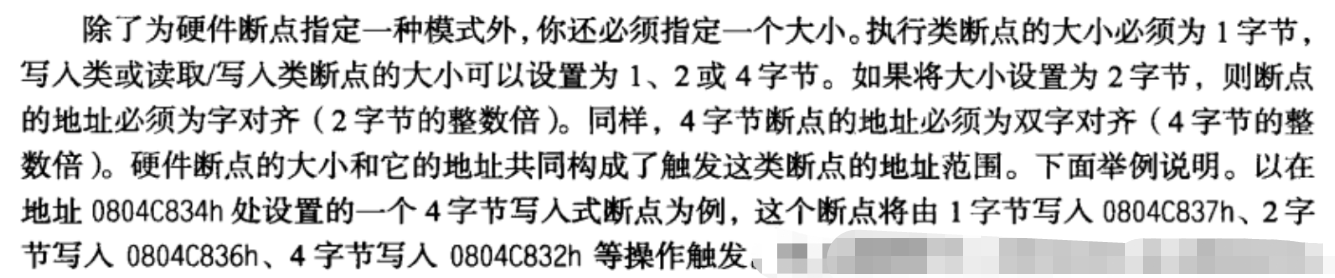 除了为硬件断点指定一种模式外，你还必须指定一个大小。执行类断点的大小必须为 1 字节，
写入类或读取/写入类断点的大小可以设置为 1、2 或 4 字节。如果将大小设置为 2 字节，则断点
的地址必须为字对齐（2 字节的整数倍）。同样，4 字节断点的地址必须为双字对齐（4 字节的整
数倍）。硬件断点的大小和它的地址共同构成了触发这类断点的地址范围。下面举例说明。以在
地址 0804C834h 处设置的一个 4 字节写入式断点为例，这个断点将由 1 字节写入 0804C837h、2 字
节写入 0804C836h、4 字节写入 0804C832h 等操作触发。